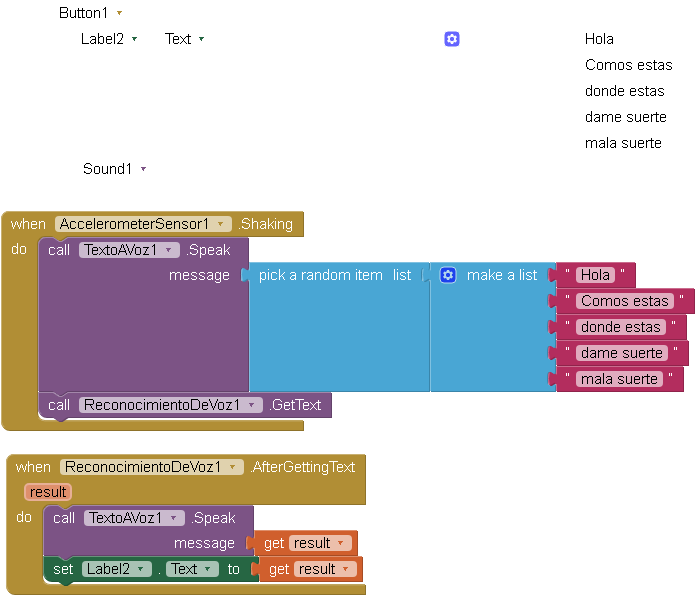 Button1
Label2 Text Hola
Comos estas
donde estas
dame suerte
mala suerte
Sound1
when AccelerometerSensor1 .Shaking
do call TextoAVoz1 .Speak
message pick a random item list make a list " Hola "
" Comos estas "
" donde estas "
" dame suerte "
" mala suerte "
call ReconocimientoDeVoz1 .GetText
when ReconocimientoDeVoz1 .AfterGettingText
result
do call TextoAVoz1 .Speak
message get result
set Label2 . Text to get result